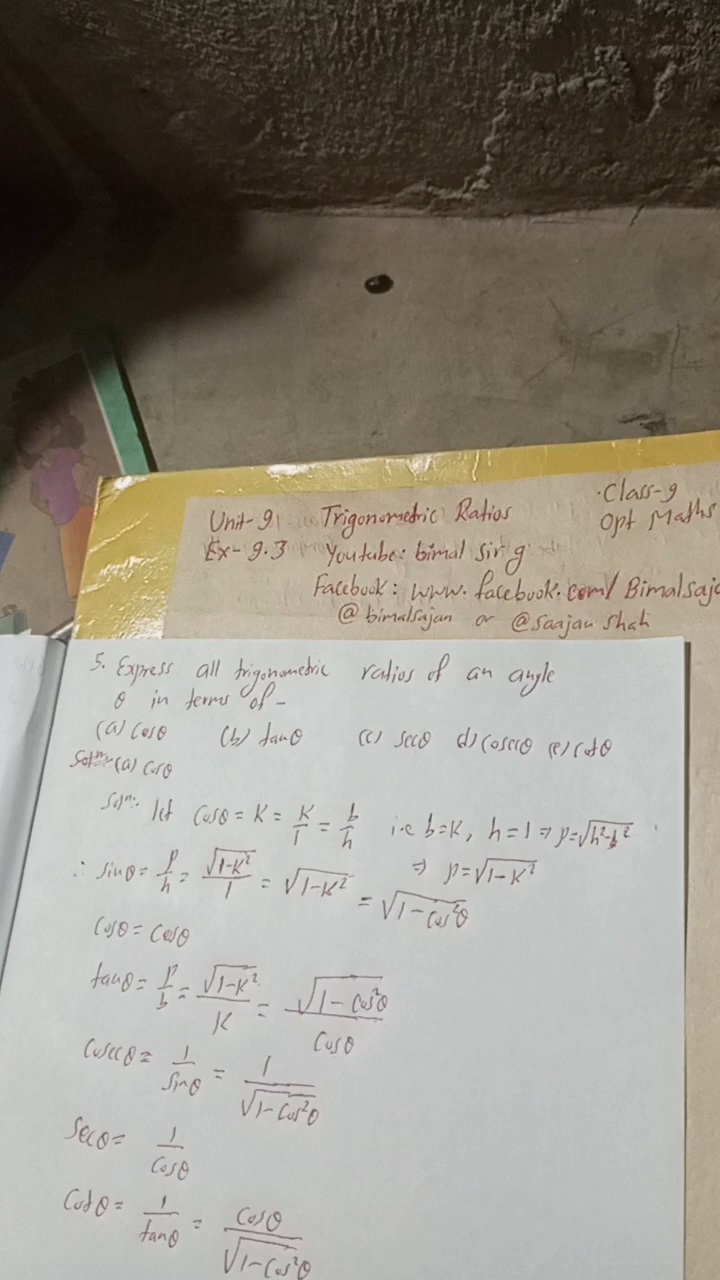 Unit-9 Trigonometric Ratios Class-9
Opt Maths
Ex-9.3 Youtube: bimal sir g
Facebook: www.facebook.com/Bimalsaja
@bimalsajan or @saajan shah
5. Express all trigonometric ratios of an angle
θ in terms of -
(a) Cosθ (b) tanθ (c) secθ (d) Cosecθ (e) Cotθ
Solⁿ: (a) Cosθ
Solⁿ: let Cosθ = K = K/1 = b/h i.e b=K, h=1 ⇒ p=√(h²-b²)
∴ sinθ = p/h = √(1-K²)/1 = √(1-K²) = √(1-Cos²θ) ⇒ p=√(1-K²)
Cosθ = Cosθ
tanθ = p/b = √(1-K²)/K = √(1-Cos²θ)/Cosθ
Cosecθ = 1/sinθ = 1/√(1-Cos²θ)
Secθ = 1/Cosθ
Cotθ = 1/tanθ = Cosθ/√(1-Cos²θ)